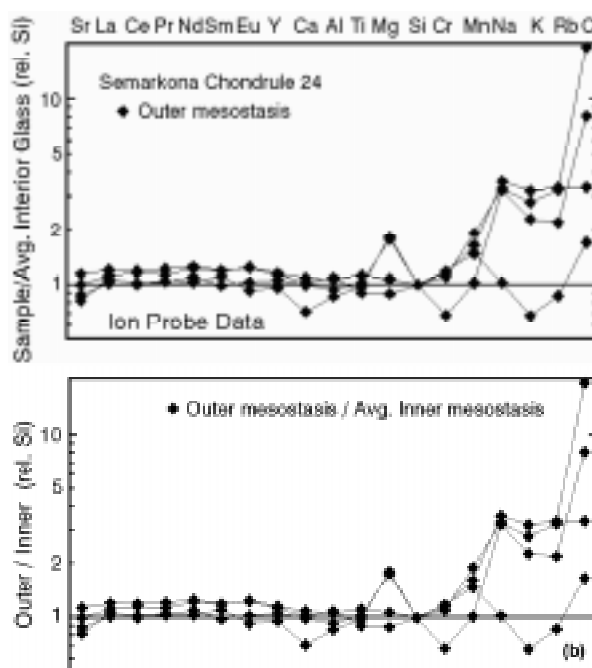 Sr La Ce Pr Nd Sm Eu Y Ca Al Ti Mg Si Cr Mn Na K Rb
Sample/Avg. Interior Glass (rel. Si)
10
5
2
1
Semarkona Chondrule 24
Outer mesostasis
Ion Probe Data
Outer / Inner (rel. Si)
10
5
2
1
Outer mesostasis / Avg. Inner mesostasis
(b)